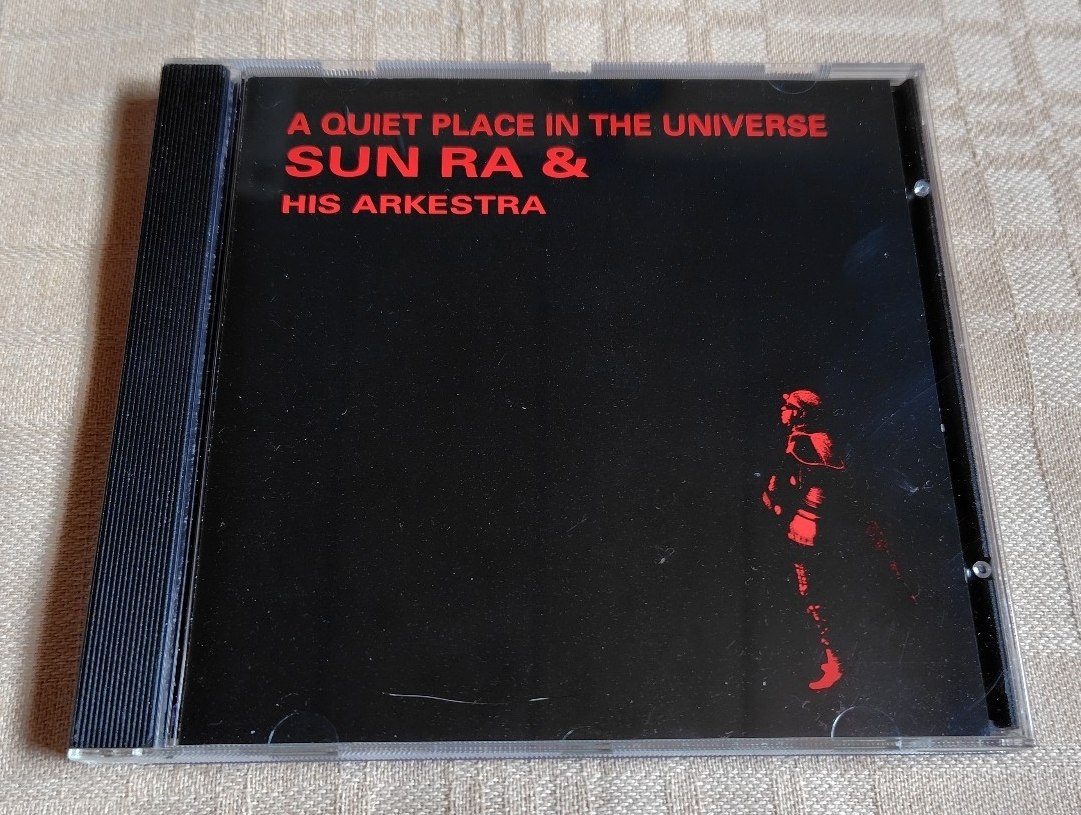 A QUIET PLACE IN THE UNIVERSE
SUN RA &
HIS ARKESTRA